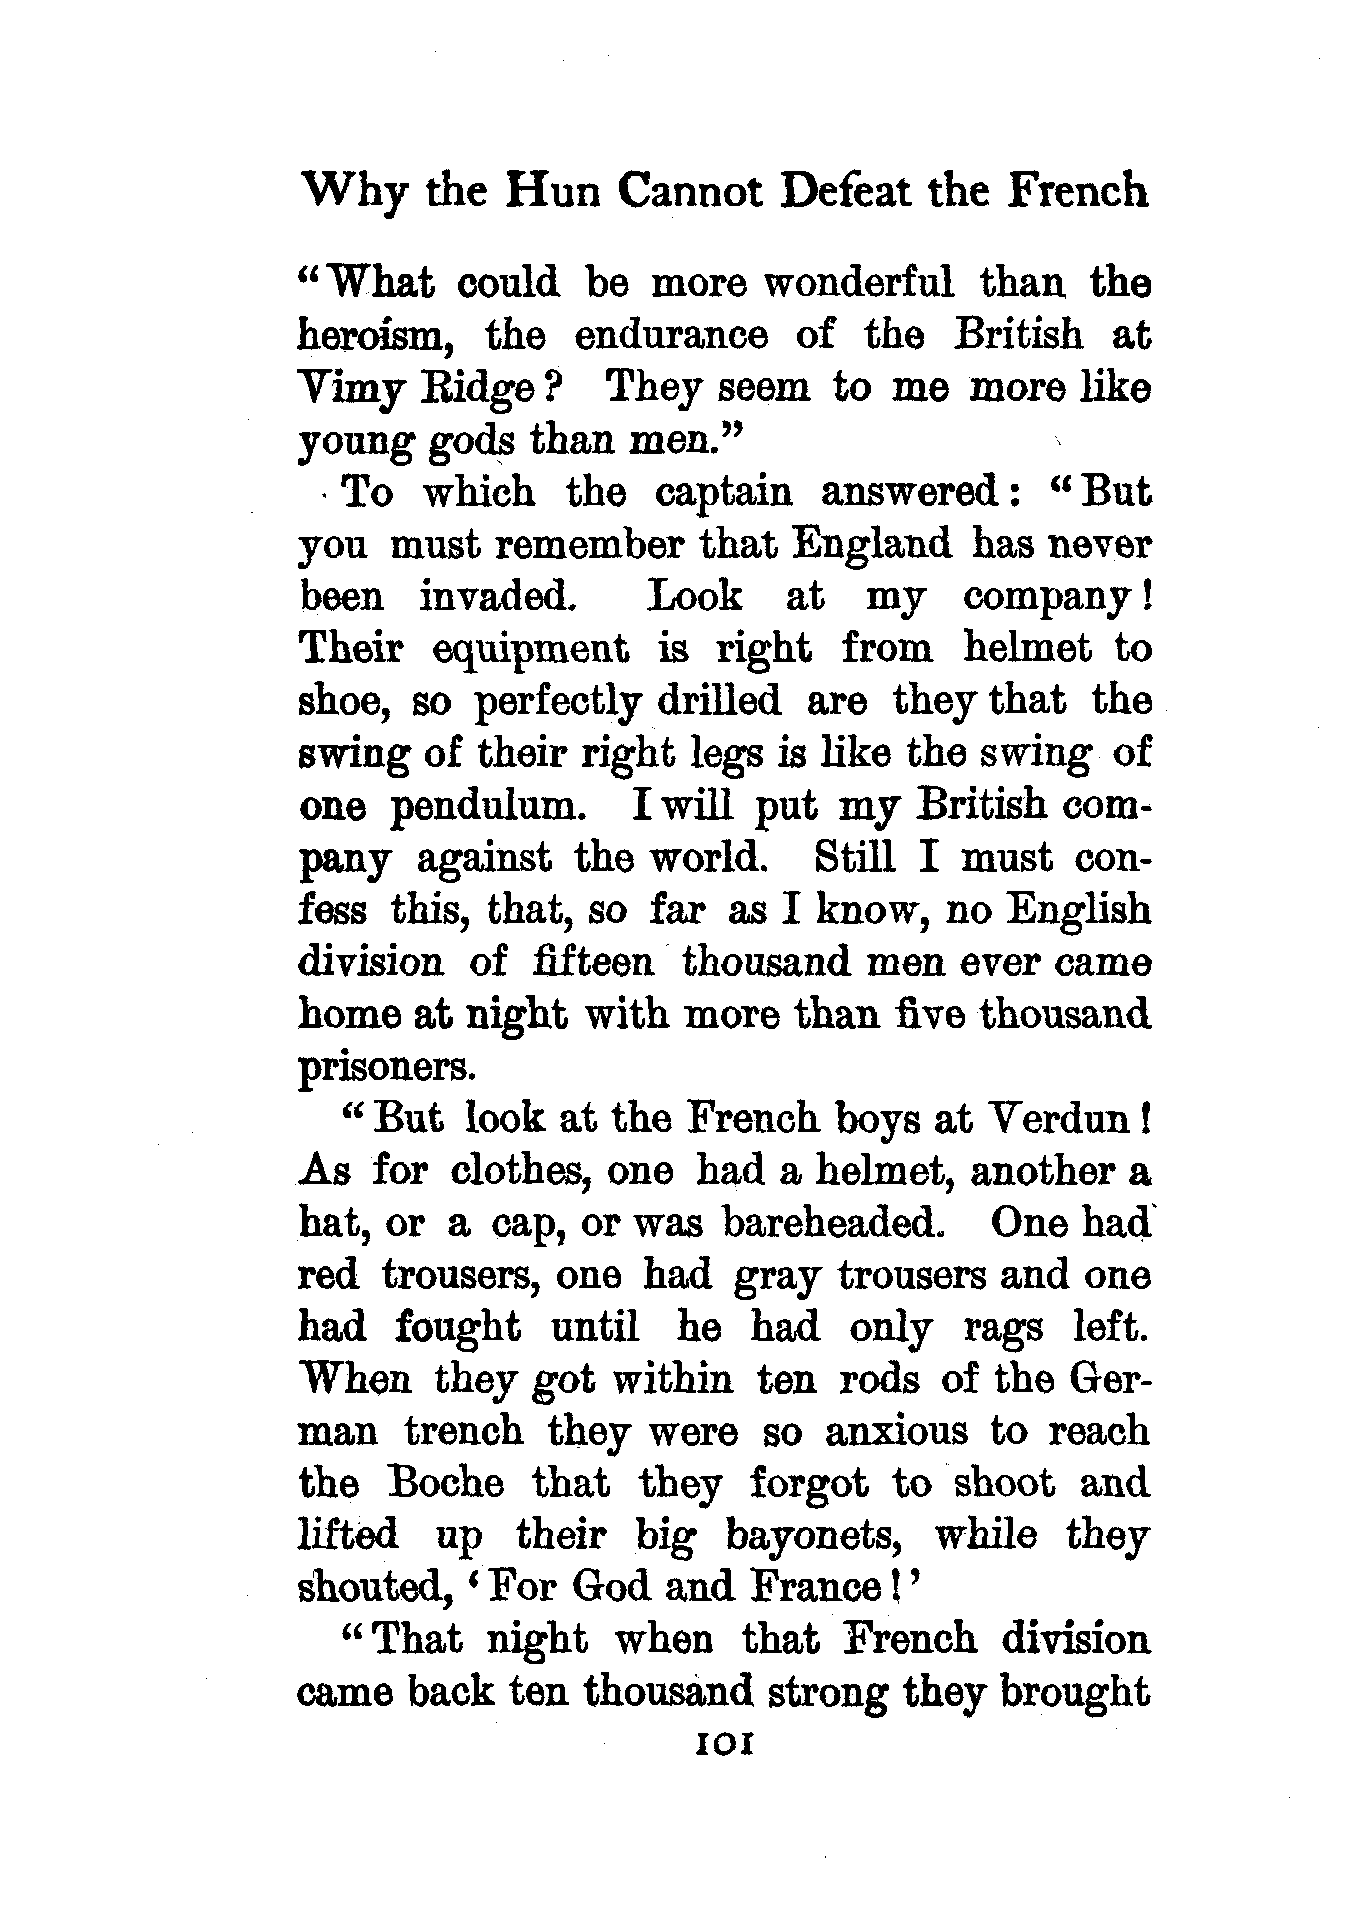 Why the Hun Cannot Defeat the French
“What could be more wonderful than the
heroism, the endurance of the British at
Vimy Ridge? They seem to me more like
young gods than men.”
To which the captain answered: “But
you must remember that England has never
been invaded. Look at my company!
Their equipment is right from helmet to
shoe, so perfectly drilled are they that the
swing of their right legs is like the swing of
one pendulum. I will put my British com-
pany against the world. Still I must con-
fess this, that, so far as I know, no English
division of fifteen thousand men ever came
home at night with more than five thousand
prisoners.
“But look at the French boys at Verdun!
As for clothes, one had a helmet, another a
hat, or a cap, or was bareheaded. One had
red trousers, one had gray trousers and one
had fought until he had only rags left.
When they got within ten rods of the Ger-
man trench they were so anxious to reach
the Boche that they forgot to shoot and
lifted up their big bayonets, while they
shouted, ‘For God and France!’
“That night when that French division
came back ten thousand strong they brought
101